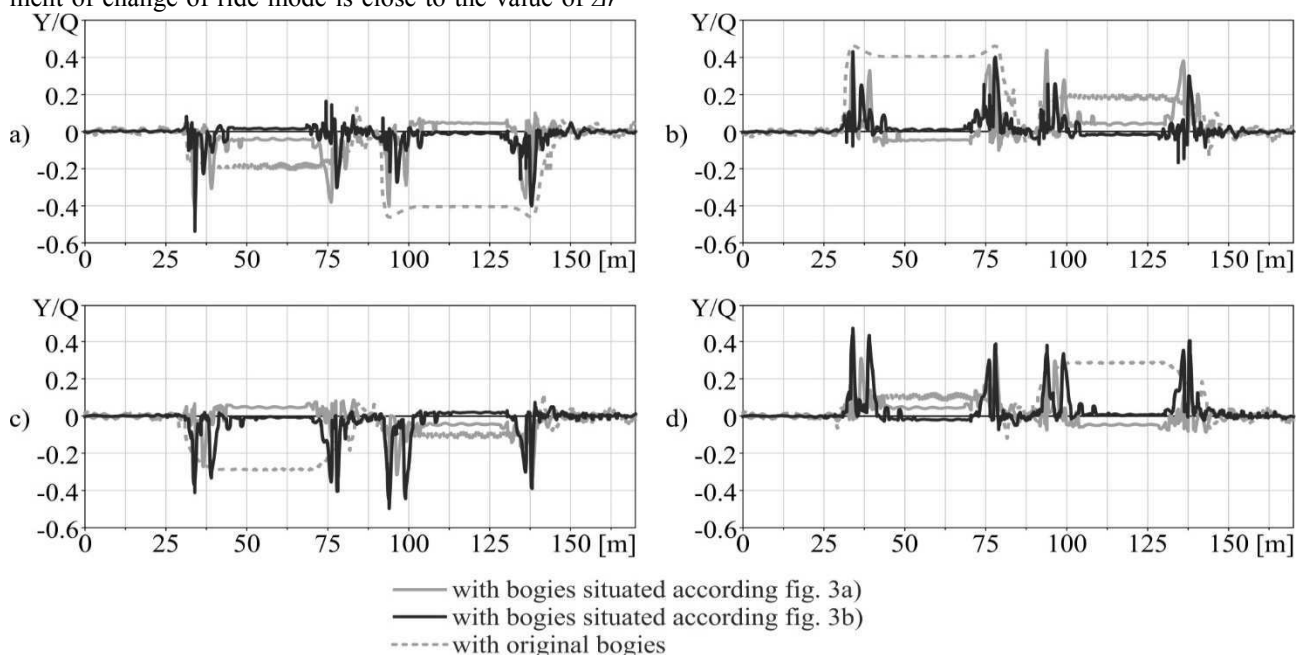 ment of change of ride mode is close to the value of Δr
Y/Q
0.4
0.2
0
-0.2
-0.4
-0.6
a)
0 25 50 75 100 125 150 [m]
Y/Q
0.4
0.2
0
-0.2
-0.4
-0.6
b)
0 25 50 75 100 125 150 [m]
Y/Q
0.4
0.2
0
-0.2
-0.4
-0.6
c)
0 25 50 75 100 125 150 [m]
Y/Q
0.4
0.2
0
-0.2
-0.4
-0.6
d)
0 25 50 75 100 125 150 [m]
with bogies situated according fig. 3a)
with bogies situated according fig. 3b)
with original bogies